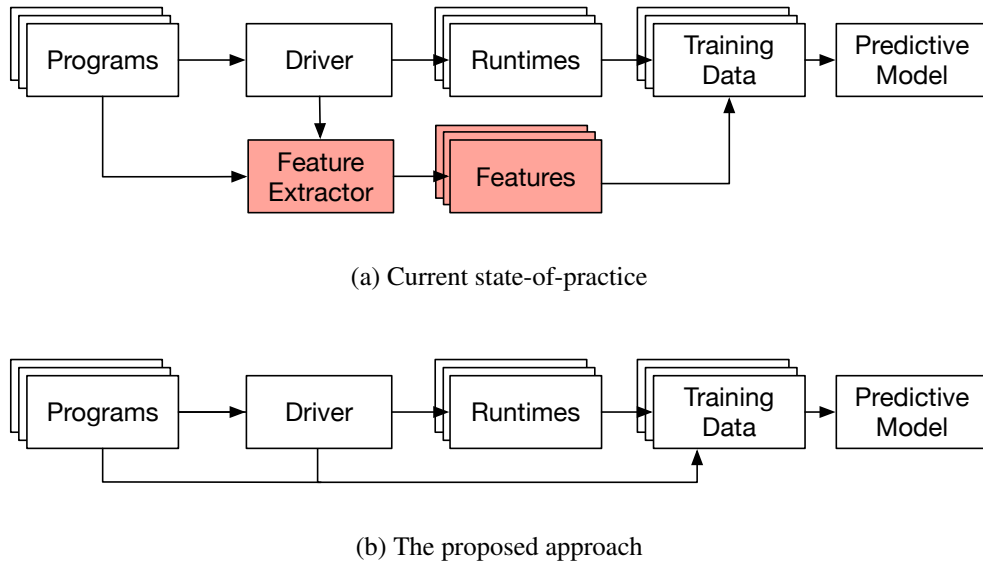 Programs
Driver
Runtimes
Training
Data
Predictive
Model
Feature
Extractor
Features
(a) Current state-of-practice
Programs
Driver
Runtimes
Training
Data
Predictive
Model
(b) The proposed approach